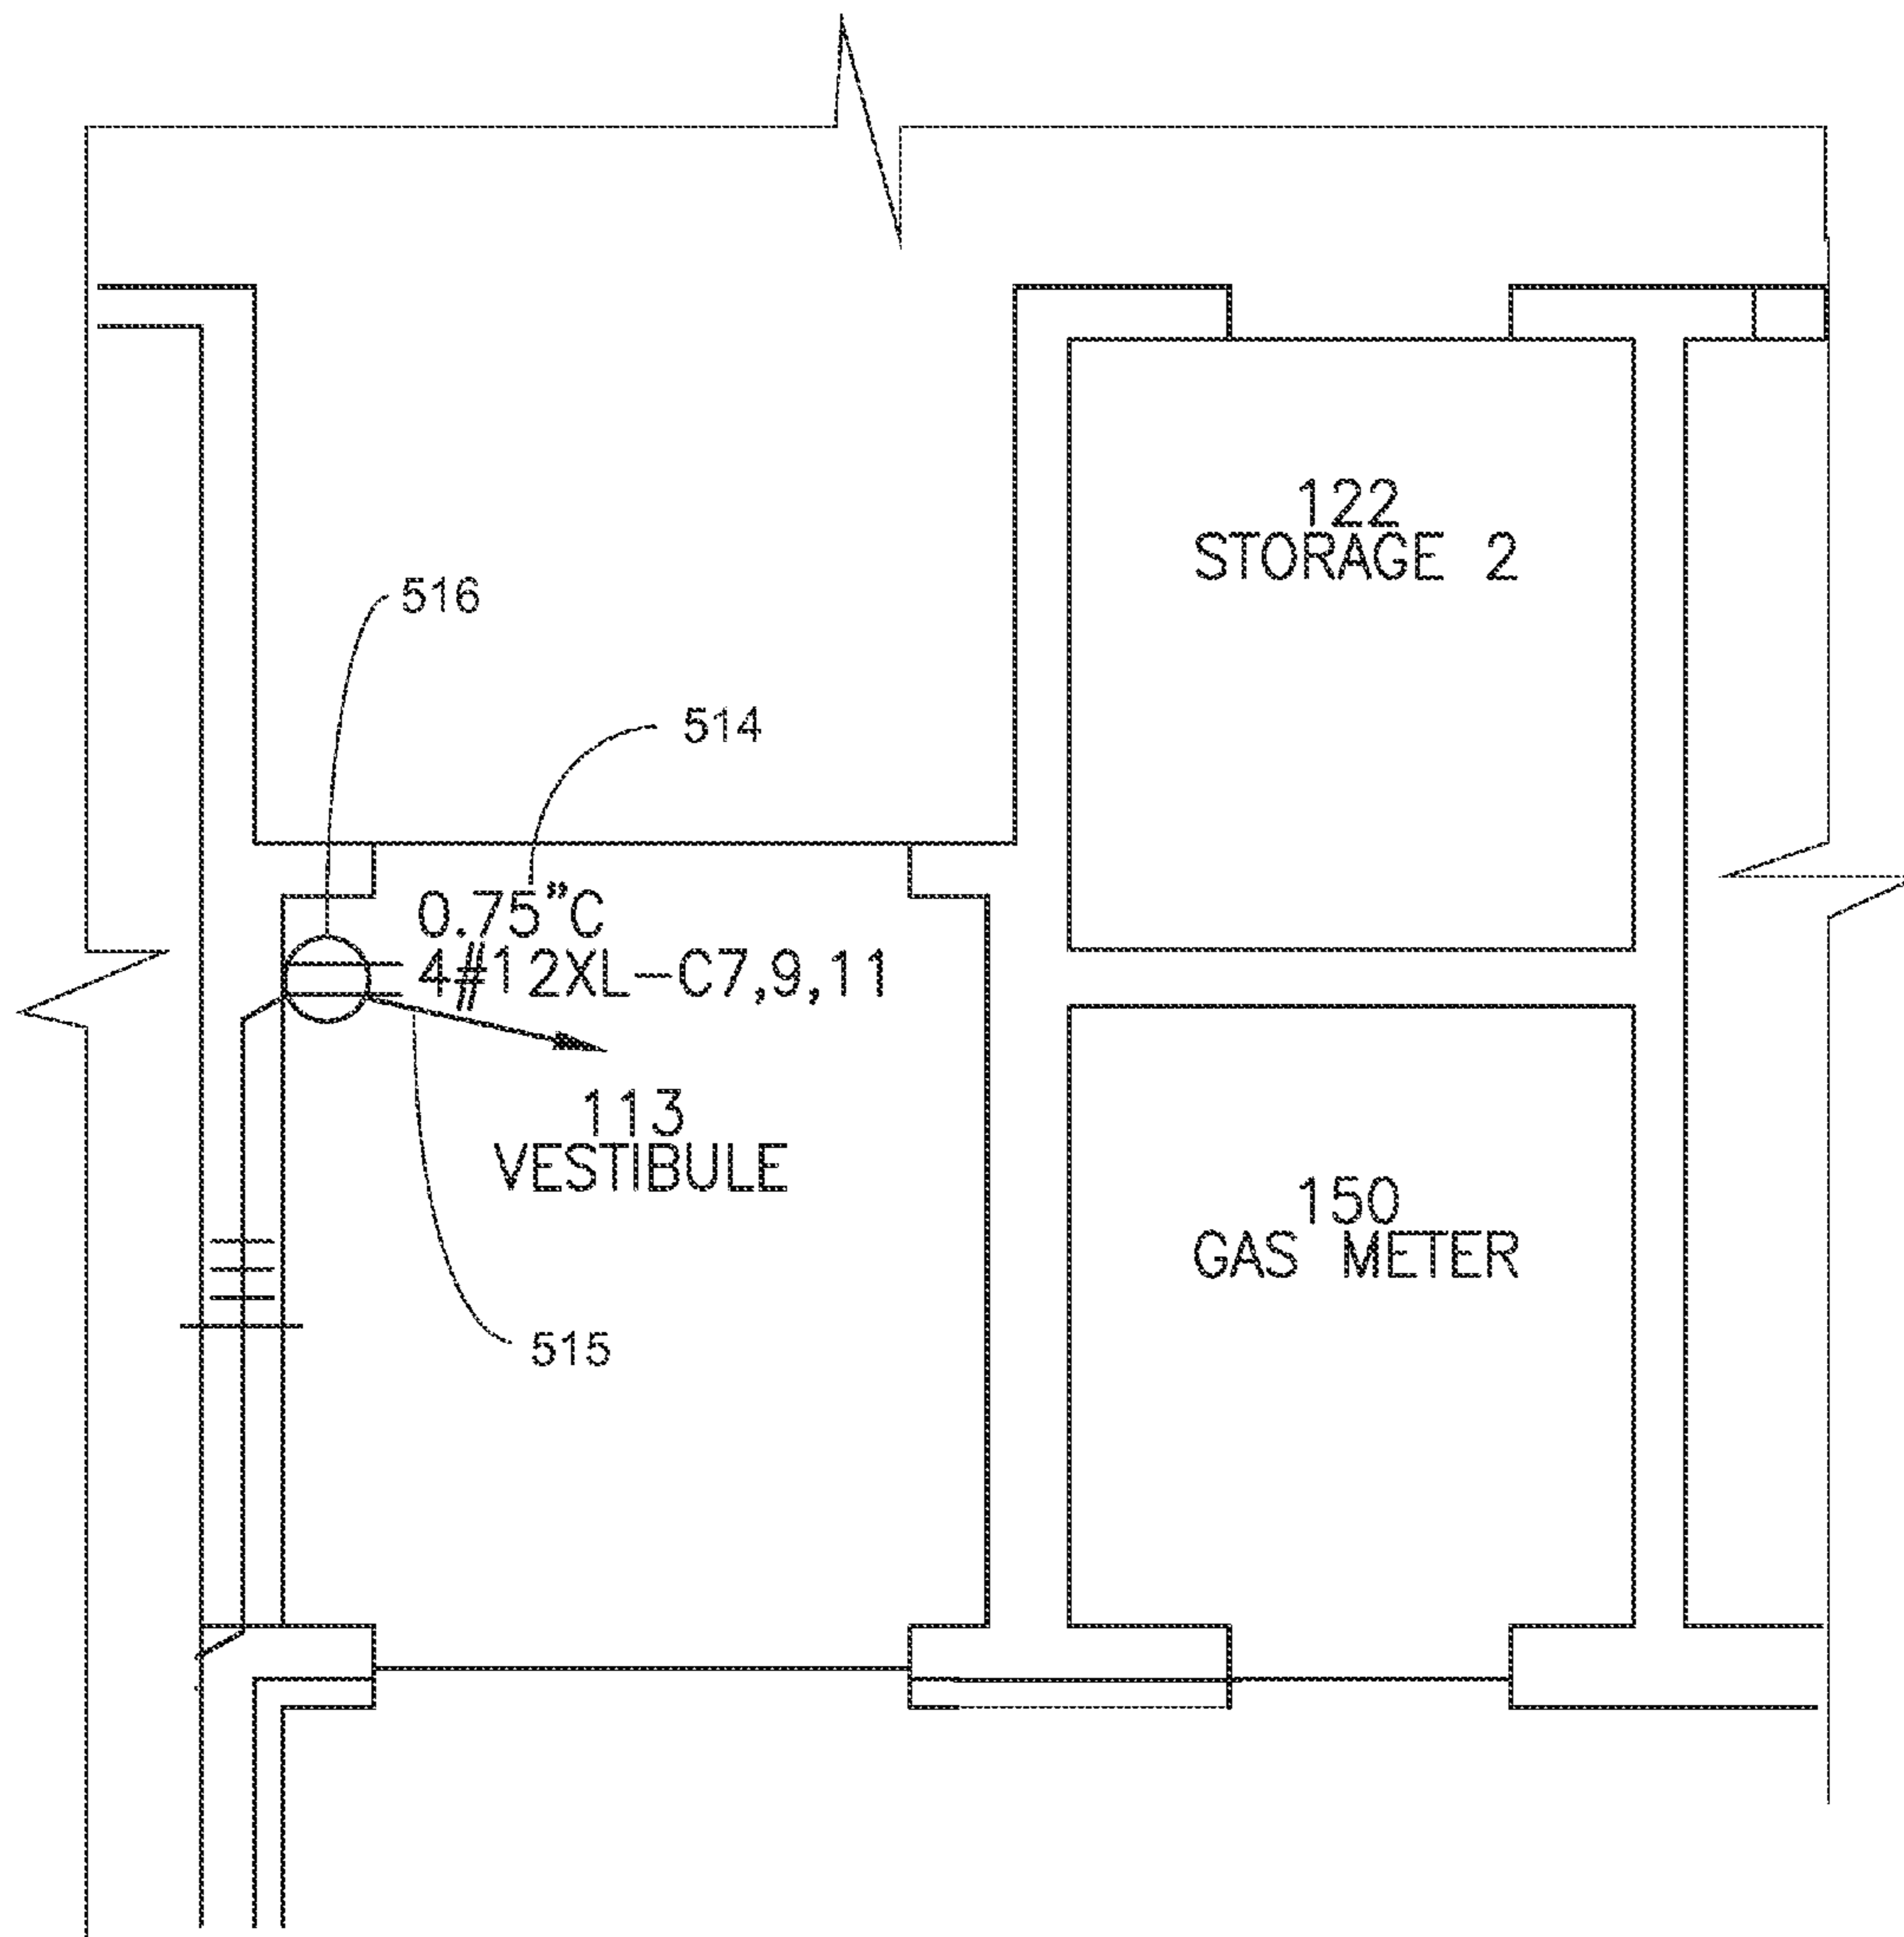 122
STORAGE 2
516
514
0.75"C
4#12XL-C7,9,11
113
VESTIBULE
150
GAS METER
515